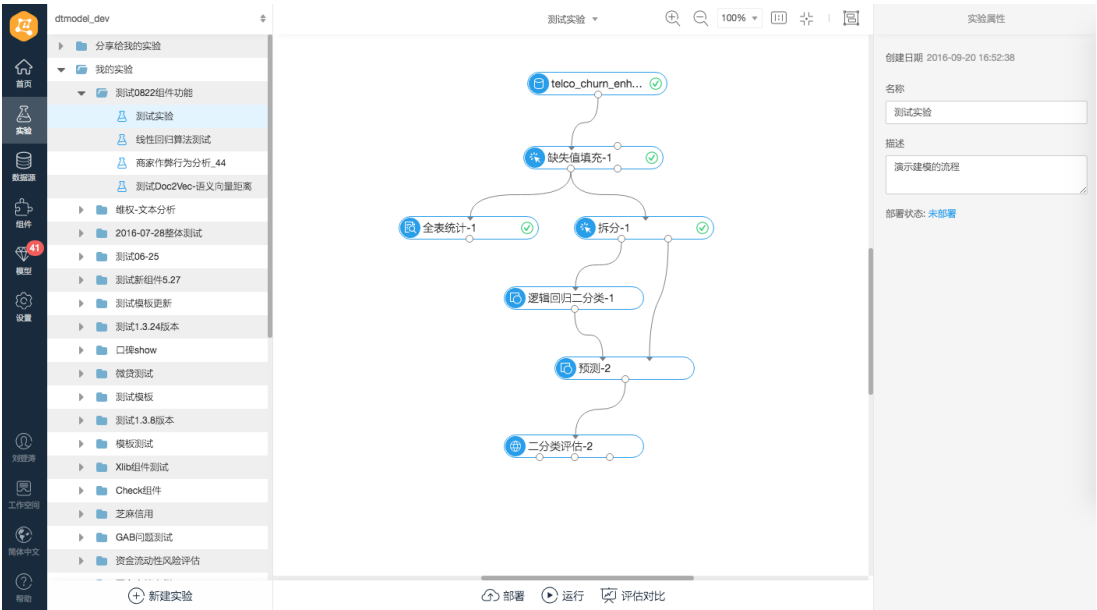 dtmodel_dev
分享给我的实验
我的实验
测试0822组件功能
测试实验
线性回归算法测试
商家作弊行为分析_44
测试Doc2Vec-语义向量距离
维权-文本分析
2016-07-28整体测试
测试06-25
测试新组件5.27
测试模板更新
测试1.3.24版本
口碑show
微贷测试
测试模板
测试1.3.8版本
模板测试
Xlib组件测试
Check组件
芝麻信用
GAB问题测试
资金流动性风险评估
新建实验
首页
实验
数据源
组件
41
模型
设置
工作空间
简体中文
帮助
测试实验
100%
telco_churn_enh...
缺失值填充-1
全表统计-1
拆分-1
逻辑回归二分类-1
预测-2
二分类评估-2
部署
运行
评估对比
实验属性
创建日期 2016-09-20 16:52:38
名称
测试实验
描述
演示建模的流程
部署状态: 未部署